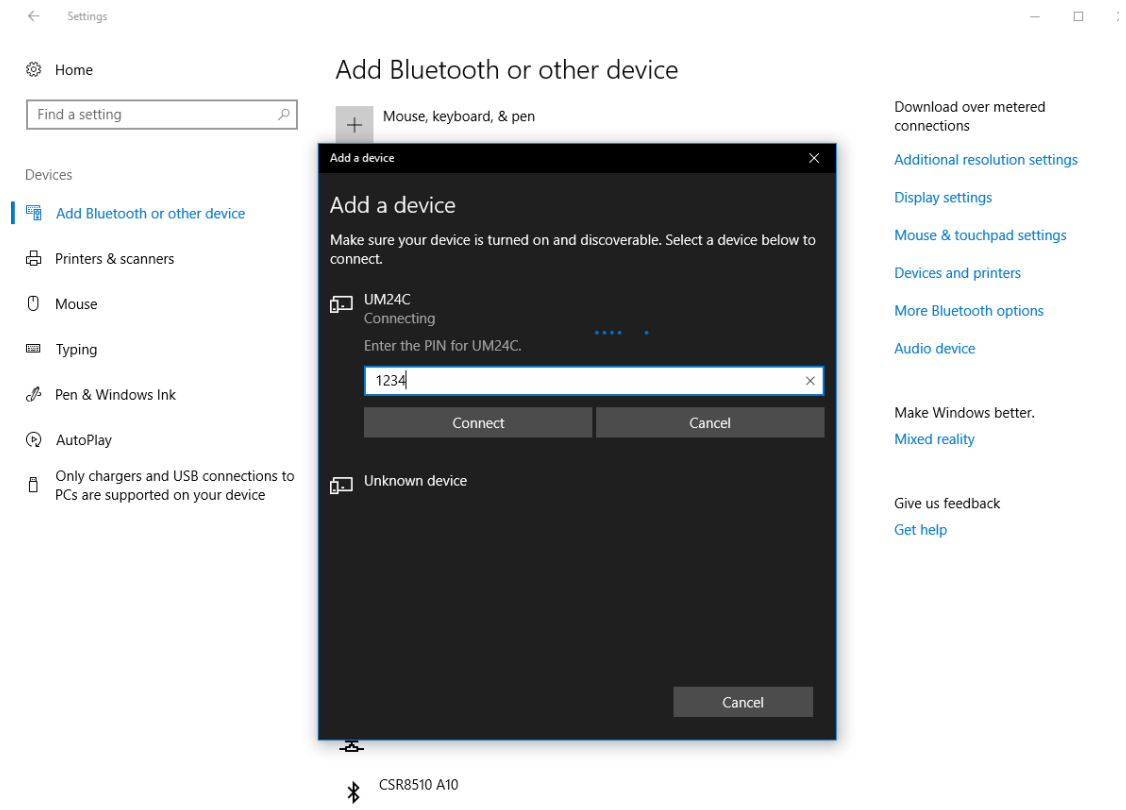 Settings
Home
Find a setting
Devices
Add Bluetooth or other device
Printers & scanners
Mouse
Typing
Pen & Windows Ink
AutoPlay
Only chargers and USB connections to
PCs are supported on your device
Add Bluetooth or other device
Mouse, keyboard, & pen
Add a device
Add a device
Make sure your device is turned on and discoverable. Select a device below to
connect.
UM24C
Connecting
Enter the PIN for UM24C.
1234
Connect
Cancel
Unknown device
Cancel
CSR8510 A10
Download over metered
connections
Additional resolution settings
Display settings
Mouse & touchpad settings
Devices and printers
More Bluetooth options
Audio device
Make Windows better.
Mixed reality
Give us feedback
Get help